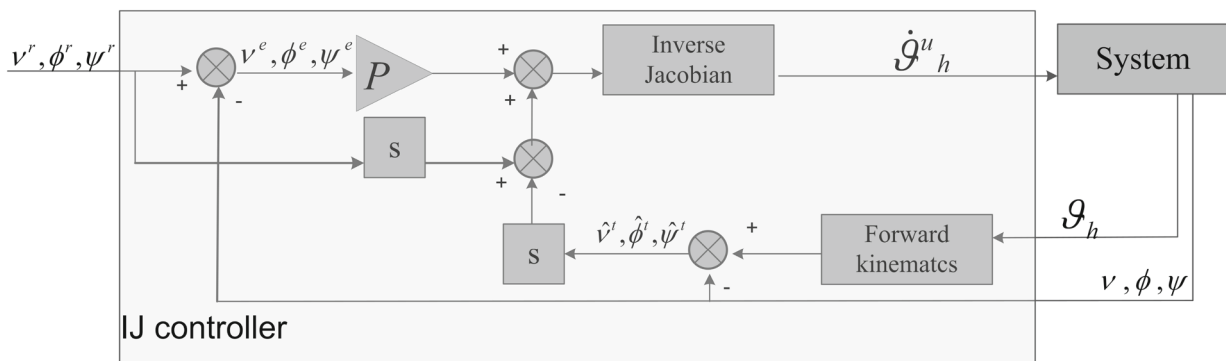 ν^r, ϕ^r, ψ^r
+
-
ν^e, ϕ^e, ψ^e
P
+
+
Inverse
Jacobian
ϑ̇^u_h
System
s
+
-
s
ν̂^t, ϕ̂^t, ψ̂^t
+
-
Forward
kinematcs
ϑ_h
ν, ϕ, ψ
IJ controller